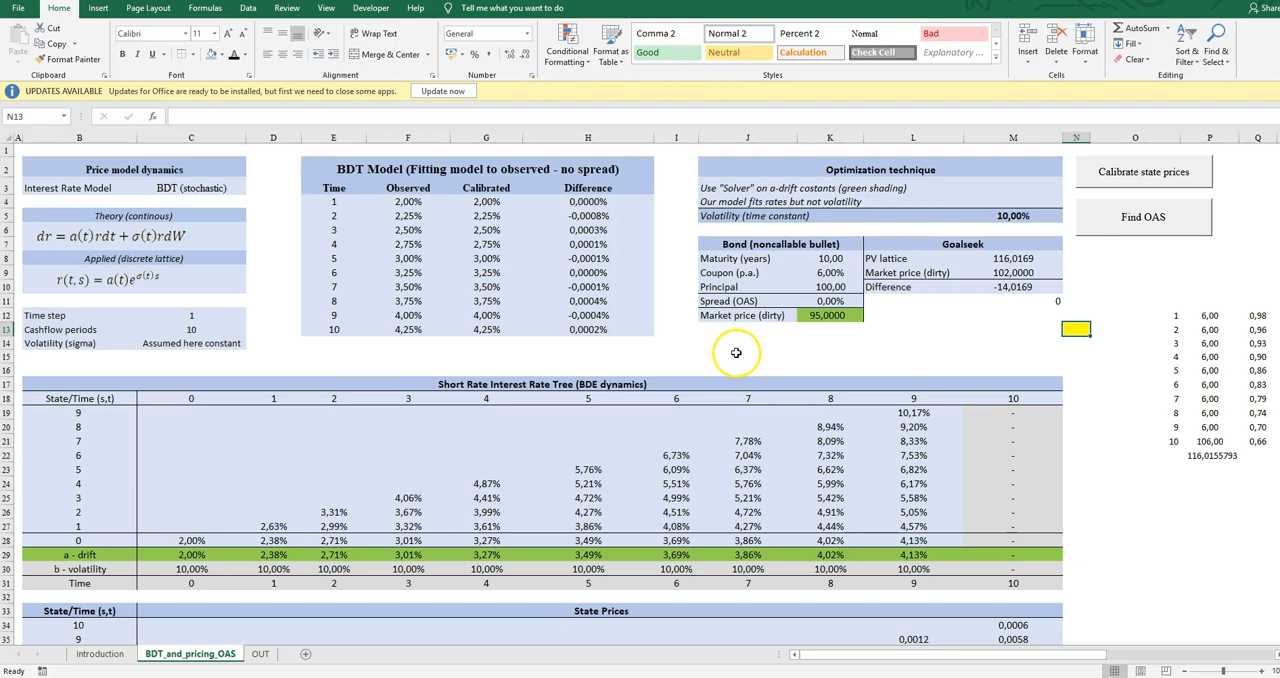 File Home Insert Page Layout Formulas Data Review View Developer Help Tell me what you want to do Share
Paste Cut Copy Format Painter Clipboard
Calibri 11 B I U Font
Wrap Text Merge & Center Alignment
General % Number
Conditional Formatting Format as Table
Comma 2 Normal 2 Percent 2 Normal Bad
Good Neutral Calculation Check Cell Explanatory ...
Styles
Insert Delete Format Cells
AutoSum Fill Clear Sort & Filter Find & Select Editing
UPDATES AVAILABLE Updates for Office are ready to be installed, but first we need to close some apps. Update now
N13 fx
A B C D E F G H I J K L M N O P Q
Price model dynamics
Interest Rate Model BDT (stochastic)
Theory (continous)
dr = a(t)rdt + σ(t)rdW
Applied (discrete lattice)
r(t,s) = a(t)e^σ(t)s
Time step 1
Cashflow periods 10
Volatility (sigma) Assumed here constant
BDT Model (Fitting model to observed - no spread)
Time Observed Calibrated Difference
1 2,00% 2,00% 0,0000%
2 2,25% 2,25% -0,0008%
3 2,50% 2,50% 0,0003%
4 2,75% 2,75% 0,0001%
5 3,00% 3,00% -0,0001%
6 3,25% 3,25% 0,0000%
7 3,50% 3,50% -0,0001%
8 3,75% 3,75% 0,0004%
9 4,00% 4,00% -0,0004%
10 4,25% 4,25% 0,0002%
Optimization technique
Use "Solver" on a-drift costants (green shading)
Our model fits rates but not volatility
Volatility (time constant) 10,00%
Bond (noncallable bullet) Goalseek
Maturity (years) 10,00 PV lattice 116,0169
Coupon (p.a.) 6,00% Market price (dirty) 102,0000
Principal 100,00 Difference -14,0169
Spread (OAS) 0,00% 0
Market price (dirty) 95,0000
Calibrate state prices
Find OAS
1 6,00 0,98
2 6,00 0,96
3 6,00 0,93
4 6,00 0,90
5 6,00 0,86
6 6,00 0,83
7 6,00 0,79
8 6,00 0,74
9 6,00 0,70
10 106,00 0,66
116,0155793
Short Rate Interest Rate Tree (BDE dynamics)
State/Time (s,t) 0 1 2 3 4 5 6 7 8 9 10
9 10,17% -
8 8,94% 9,20% -
7 7,78% 8,09% 8,33% -
6 6,73% 7,04% 7,32% 7,53% -
5 5,76% 6,09% 6,37% 6,62% 6,82% -
4 4,87% 5,21% 5,51% 5,76% 5,99% 6,17% -
3 4,06% 4,41% 4,72% 4,99% 5,21% 5,42% 5,58% -
2 3,31% 3,67% 3,99% 4,27% 4,51% 4,72% 4,91% 5,05% -
1 2,63% 2,99% 3,32% 3,61% 3,86% 4,08% 4,27% 4,44% 4,57% -
0 2,00% 2,38% 2,71% 3,01% 3,27% 3,49% 3,69% 3,86% 4,02% 4,13% -
a - drift 2,00% 2,38% 2,71% 3,01% 3,27% 3,49% 3,69% 3,86% 4,02% 4,13% -
b - volatility 10,00% 10,00% 10,00% 10,00% 10,00% 10,00% 10,00% 10,00% 10,00% 10,00% -
Time 0 1 2 3 4 5 6 7 8 9 10
State/Time (s,t) State Prices
10 0,0006
9 0,0012 0,0058
Introduction BDT_and_pricing_OAS OUT
Ready 10